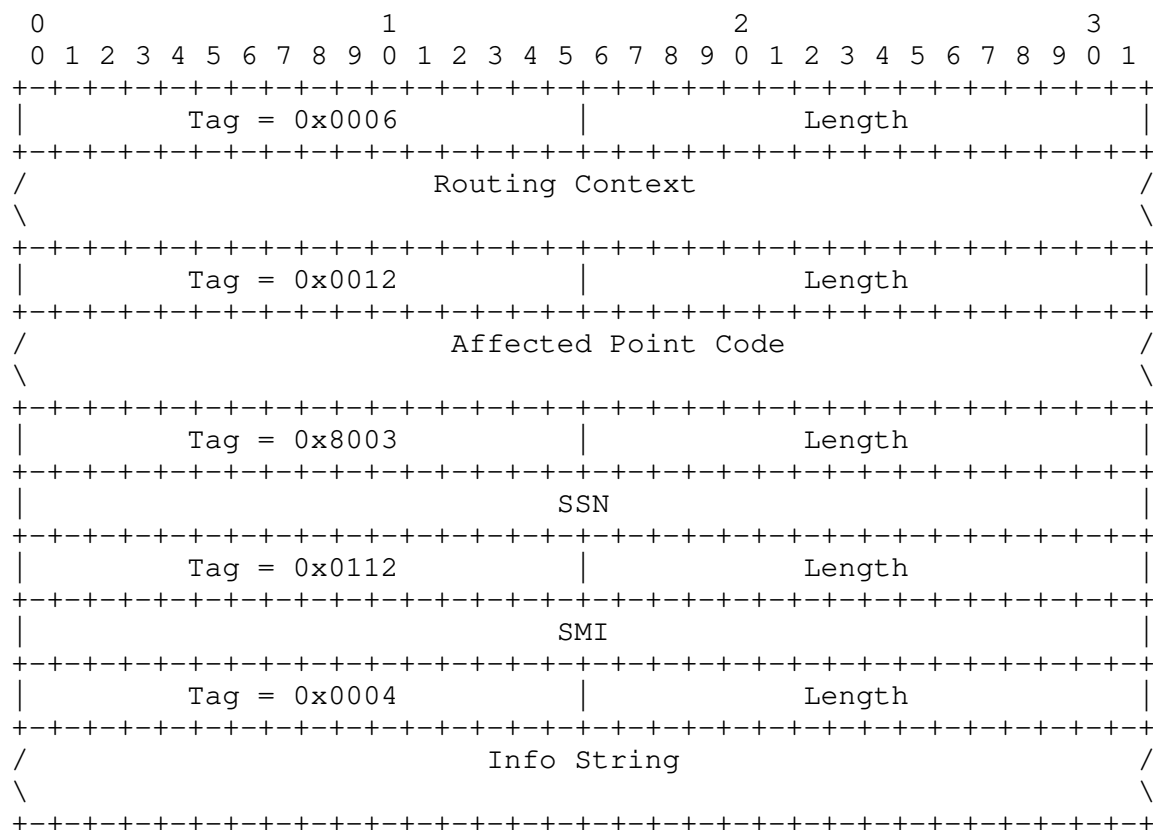 0                   1                   2                   3
 0 1 2 3 4 5 6 7 8 9 0 1 2 3 4 5 6 7 8 9 0 1 2 3 4 5 6 7 8 9 0 1
+-+-+-+-+-+-+-+-+-+-+-+-+-+-+-+-+-+-+-+-+-+-+-+-+-+-+-+-+-+-+-+-+
|         Tag = 0x0006          |            Length             |
+-+-+-+-+-+-+-+-+-+-+-+-+-+-+-+-+-+-+-+-+-+-+-+-+-+-+-+-+-+-+-+-+
/                       Routing Context                         /
\                                                               \
+-+-+-+-+-+-+-+-+-+-+-+-+-+-+-+-+-+-+-+-+-+-+-+-+-+-+-+-+-+-+-+-+
|         Tag = 0x0012          |            Length             |
+-+-+-+-+-+-+-+-+-+-+-+-+-+-+-+-+-+-+-+-+-+-+-+-+-+-+-+-+-+-+-+-+
/                        Affected Point Code                    /
\                                                               \
+-+-+-+-+-+-+-+-+-+-+-+-+-+-+-+-+-+-+-+-+-+-+-+-+-+-+-+-+-+-+-+-+
|         Tag = 0x8003          |            Length             |
+-+-+-+-+-+-+-+-+-+-+-+-+-+-+-+-+-+-+-+-+-+-+-+-+-+-+-+-+-+-+-+-+
|                              SSN                              |
+-+-+-+-+-+-+-+-+-+-+-+-+-+-+-+-+-+-+-+-+-+-+-+-+-+-+-+-+-+-+-+-+
|         Tag = 0x0112          |            Length             |
+-+-+-+-+-+-+-+-+-+-+-+-+-+-+-+-+-+-+-+-+-+-+-+-+-+-+-+-+-+-+-+-+
|                              SMI                              |
+-+-+-+-+-+-+-+-+-+-+-+-+-+-+-+-+-+-+-+-+-+-+-+-+-+-+-+-+-+-+-+-+
|         Tag = 0x0004          |            Length             |
+-+-+-+-+-+-+-+-+-+-+-+-+-+-+-+-+-+-+-+-+-+-+-+-+-+-+-+-+-+-+-+-+
/                          Info String                          /
\                                                               \
+-+-+-+-+-+-+-+-+-+-+-+-+-+-+-+-+-+-+-+-+-+-+-+-+-+-+-+-+-+-+-+-+